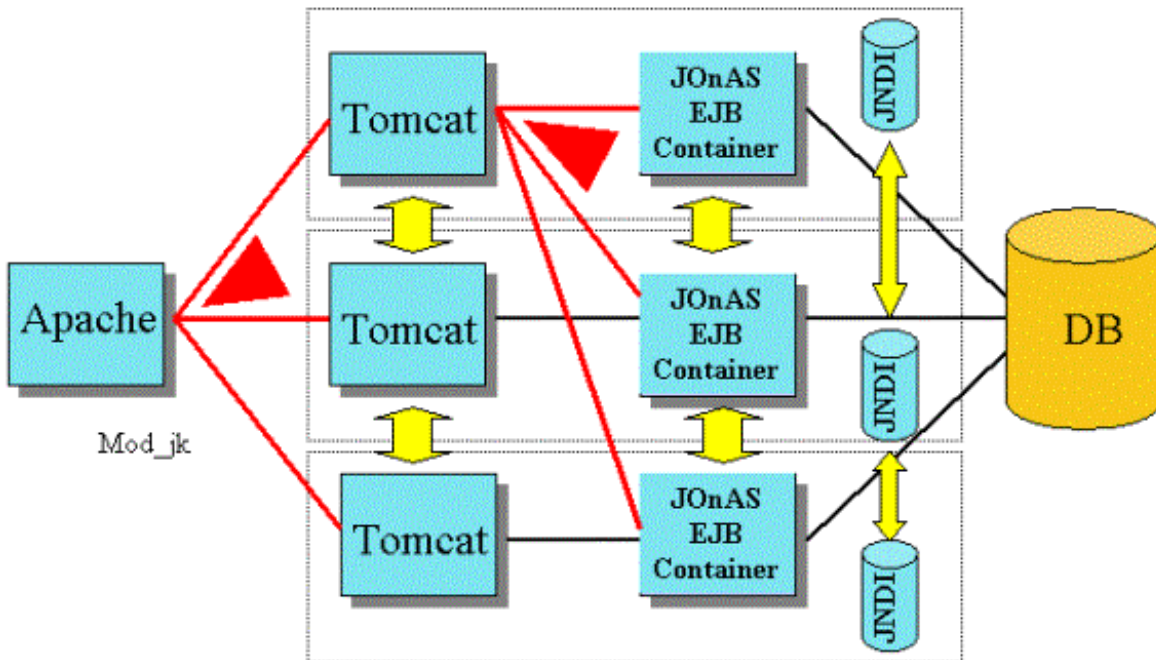 Tomcat
JOnAS
EJB
Container
JNDI
Apache
Tomcat
JOnAS
EJB
Container
JNDI
DB
Mod_jk
Tomcat
JOnAS
EJB
Container
JNDI